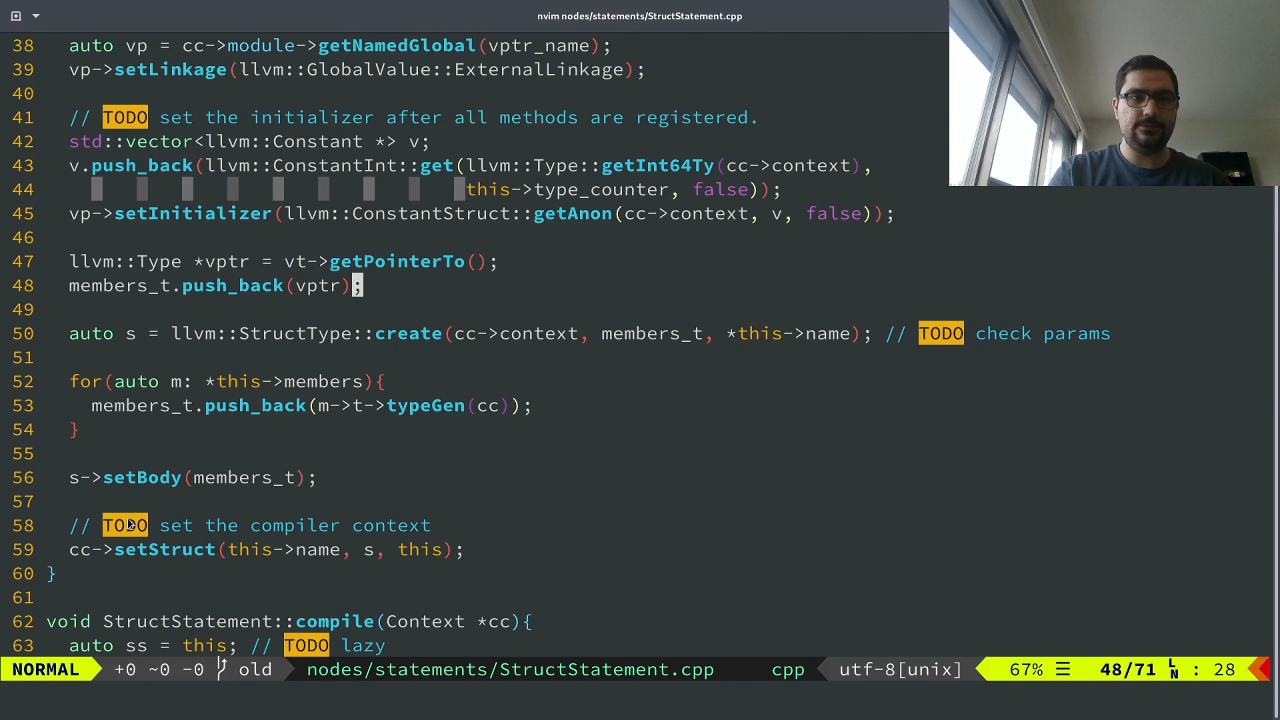 nvim nodes/statements/StructStatement.cpp
38 auto vp = cc->module->getNamedGlobal(vptr_name);
39 vp->setLinkage(llvm::GlobalValue::ExternalLinkage);
40
41 // TODO set the initializer after all methods are registered.
42 std::vector<llvm::Constant *> v;
43 v.push_back(llvm::ConstantInt::get(llvm::Type::getInt64Ty(cc->context),
44 this->type_counter, false));
45 vp->setInitializer(llvm::ConstantStruct::getAnon(cc->context, v, false));
46
47 llvm::Type *vptr = vt->getPointerTo();
48 members_t.push_back(vptr);
49
50 auto s = llvm::StructType::create(cc->context, members_t, *this->name); // TODO check params
51
52 for(auto m: *this->members){
53 members_t.push_back(m->t->typeGen(cc));
54 }
55
56 s->setBody(members_t);
57
58 // TODO set the compiler context
59 cc->setStruct(this->name, s, this);
60 }
61
62 void StructStatement::compile(Context *cc){
63 auto ss = this; // TODO lazy
NORMAL +0 ~0 -0 old nodes/statements/StructStatement.cpp cpp utf-8[unix] 67% ☰ 48/71 LN : 28